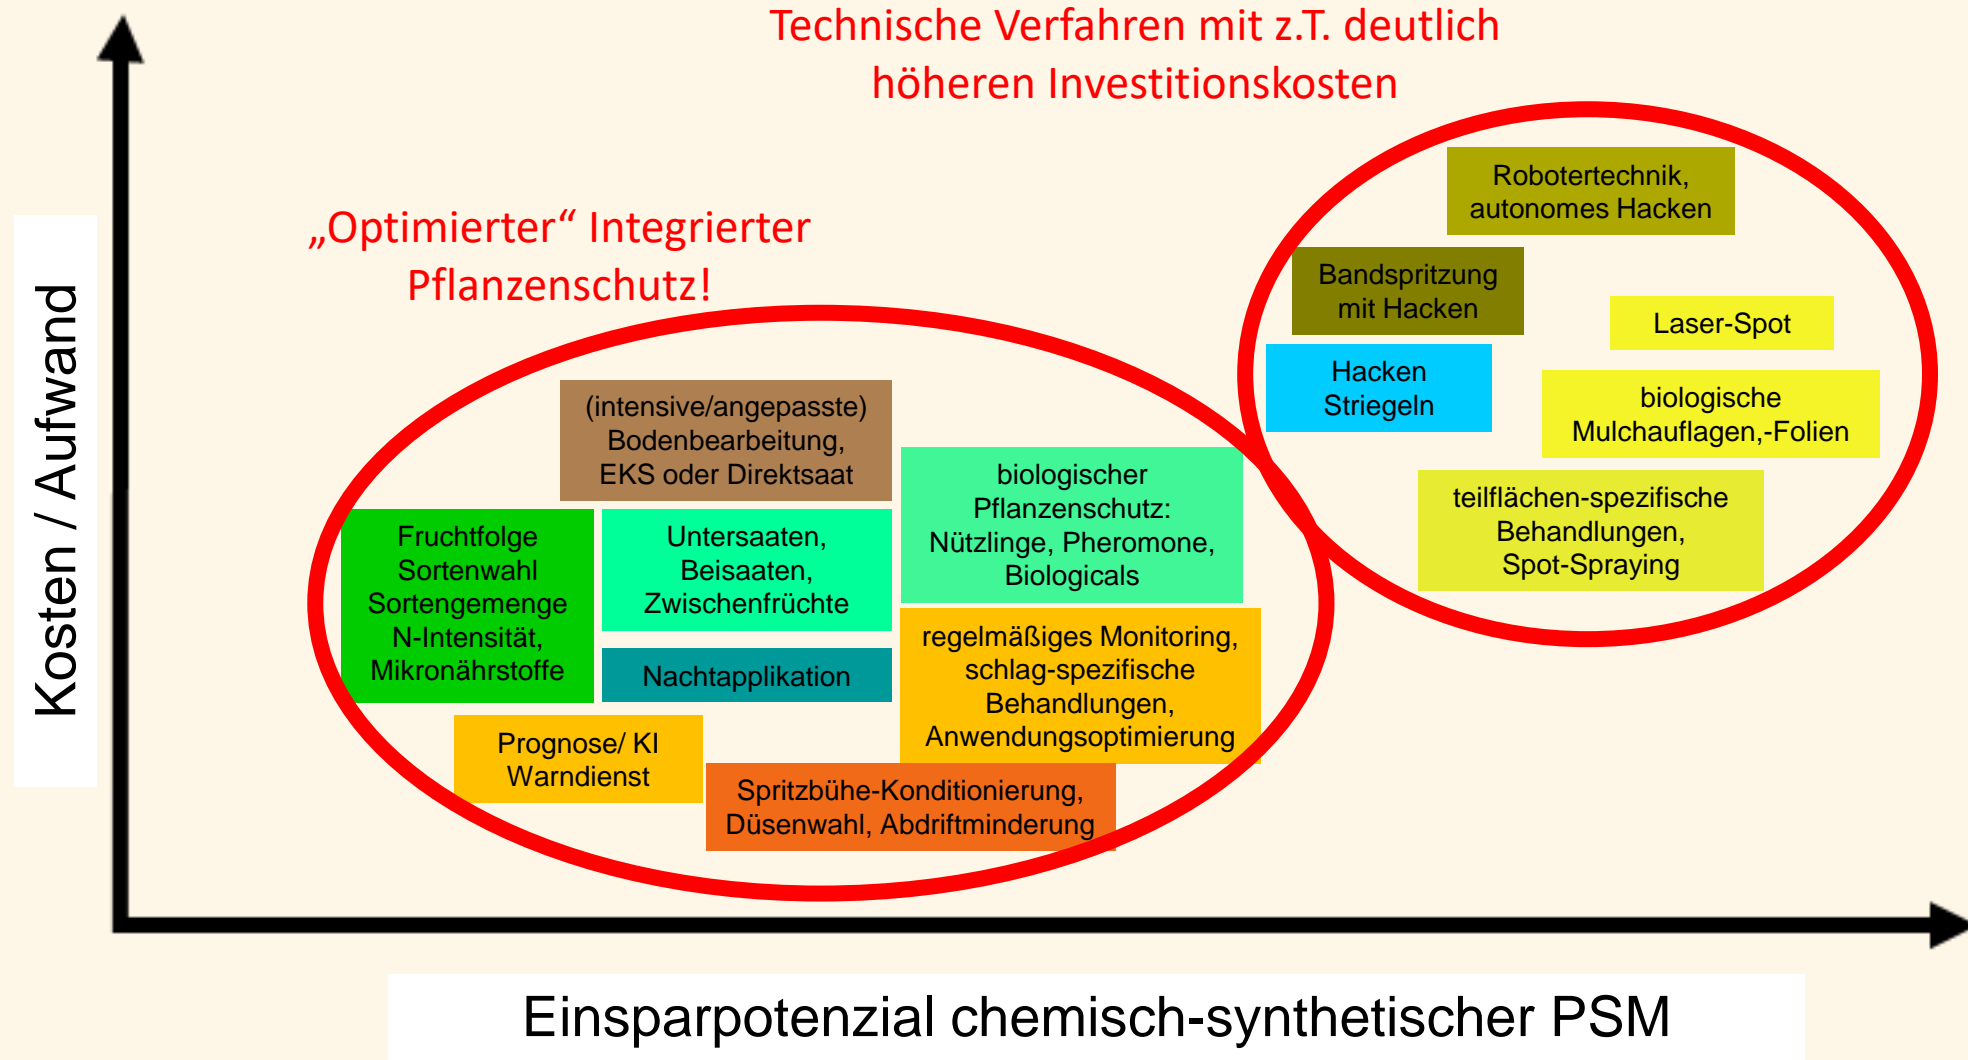 Technische Verfahren mit z.T. deutlich
höheren Investitionskosten
„Optimierter“ Integrierter
Pflanzenschutz!
Kosten / Aufwand
Robotertechnik,
autonomes Hacken
Bandspritzung
mit Hacken
Laser-Spot
Hacken
Striegeln
biologische
Mulchauflagen,-Folien
teilflächen-spezifische
Behandlungen,
Spot-Spraying
(intensive/angepasste)
Bodenbearbeitung,
EKS oder Direktsaat
biologischer
Pflanzenschutz:
Nützlinge, Pheromone,
Biologicals
Fruchtfolge
Sortenwahl
Sortengemenge
N-Intensität,
Mikronährstoffe
Untersaaten,
Beisaaten,
Zwischenfrüchte
Nachtapplikation
regelmäßiges Monitoring,
schlag-spezifische
Behandlungen,
Anwendungsoptimierung
Prognose/ KI
Warndienst
Spritzbühe-Konditionierung,
Düsenwahl, Abdriftminderung
Einsparpotenzial chemisch-synthetischer PSM